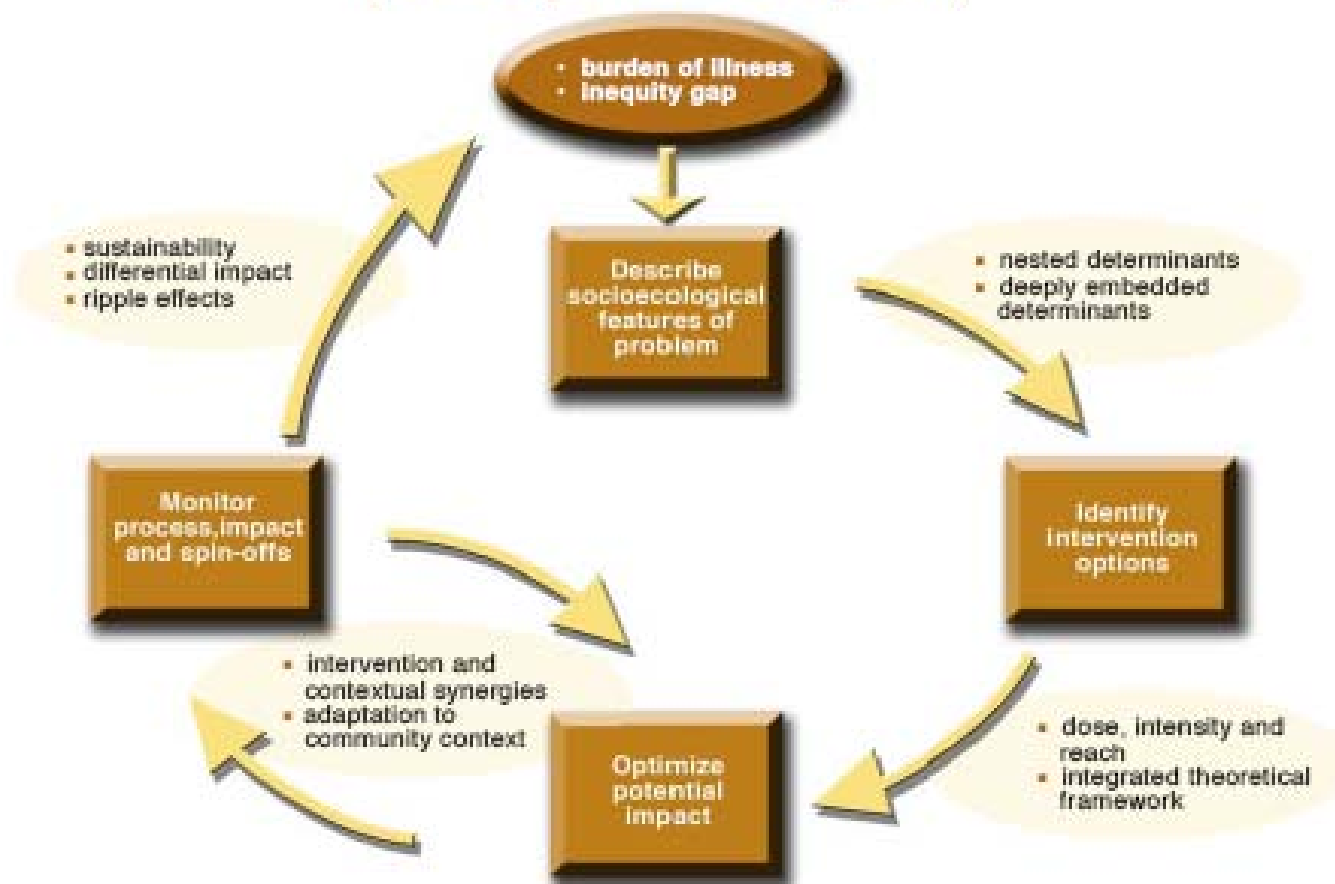 • burden of illness
• inequity gap
Describe
socioecological
features of
problem
▪ nested determinants
▪ deeply embedded
determinants
Identify
intervention
options
▪ dose, intensity and
reach
▪ integrated theoretical
framework
Optimize
potential
impact
▪ intervention and
contextual synergies
▪ adaptation to
community context
Monitor
process,impact
and spin-offs
▪ sustainability
▪ differential impact
▪ ripple effects